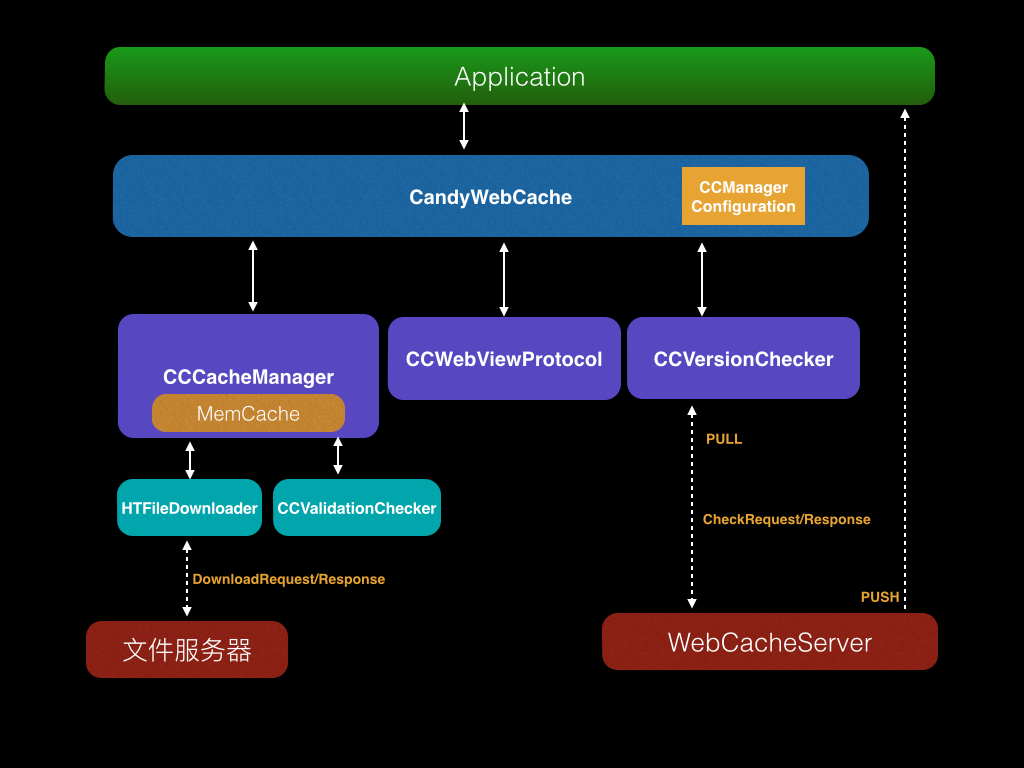 Application
CandyWebCache
CCManager
Configuration
CCCacheManager
MemCache
CCWebViewProtocol
CCVersionChecker
PULL
HTFileDownloader
CCValidationChecker
CheckRequest/Response
DownloadRequest/Response
PUSH
文件服务器
WebCacheServer